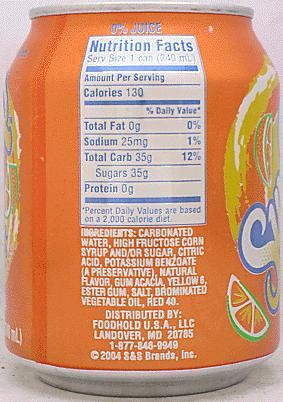 0% JUICE
Nutrition Facts
Serv Size 1 can (240 mL)
Amount Per Serving
Calories 130
% Daily Value*
Total Fat 0g 0%
Sodium 25mg 1%
Total Carb 35g 12%
Sugars 35g
Protein 0g
*Percent Daily Values are based
on a 2,000 calorie diet.
INGREDIENTS: CARBONATED
WATER, HIGH FRUCTOSE CORN
SYRUP AND/OR SUGAR, CITRIC
ACID, POTASSIUM BENZOATE
(A PRESERVATIVE), NATURAL
FLAVOR, GUM ACACIA, YELLOW 6,
ESTER GUM, SALT, BROMINATED
VEGETABLE OIL, RED 40.
DISTRIBUTED BY:
FOODHOLD U.S.A., LLC
LANDOVER, MD 20785
1-877-846-9949
© 2004 S&S Brands, Inc.
mL)